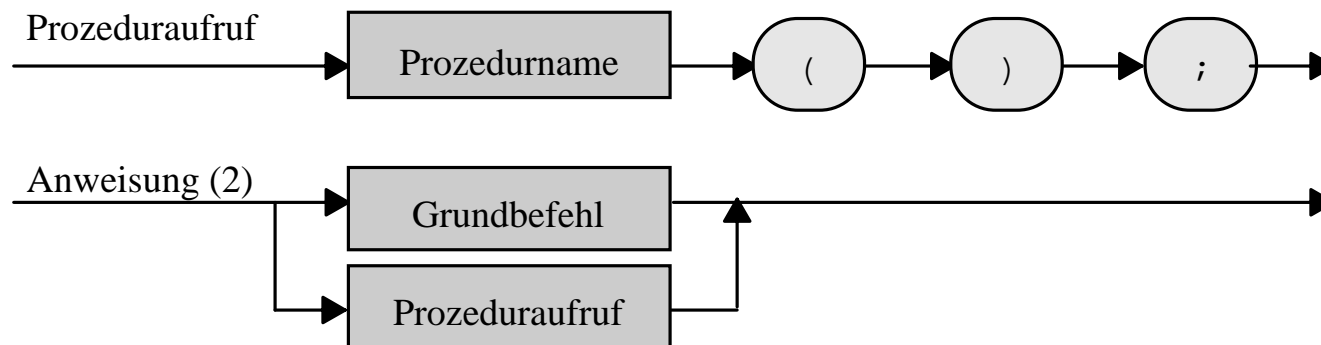 Prozeduraufruf
Prozedurname ( ) ;
Anweisung (2)
Grundbefehl
Prozeduraufruf